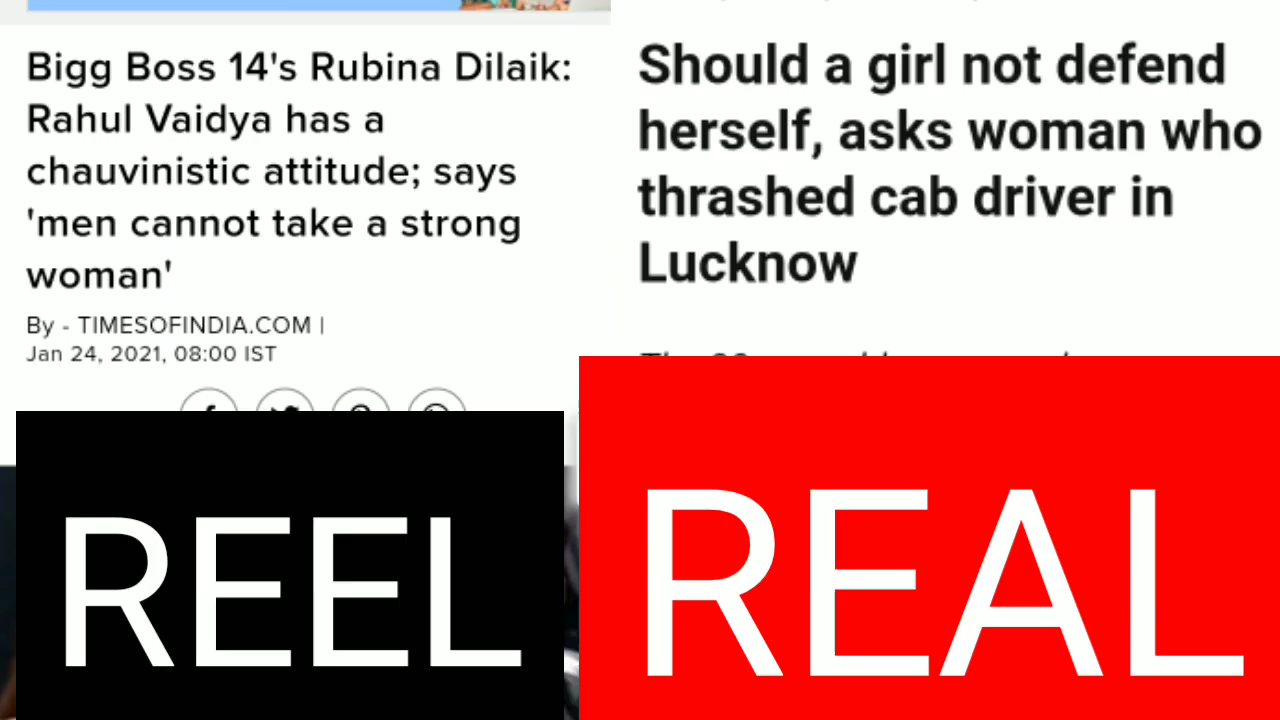 Bigg Boss 14's Rubina Dilaik:
Rahul Vaidya has a
chauvinistic attitude; says
'men cannot take a strong
woman'
By - TIMESOFINDIA.COM |
Jan 24, 2021, 08:00 IST
Should a girl not defend
herself, asks woman who
thrashed cab driver in
Lucknow
REEL
REAL